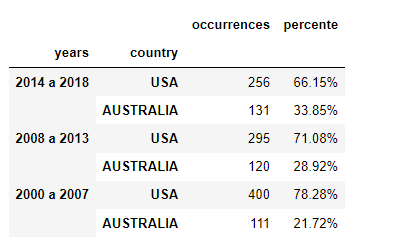 occurrences percente
years country
2014 a 2018 USA 256 66.15%
AUSTRALIA 131 33.85%
2008 a 2013 USA 295 71.08%
AUSTRALIA 120 28.92%
2000 a 2007 USA 400 78.28%
AUSTRALIA 111 21.72%